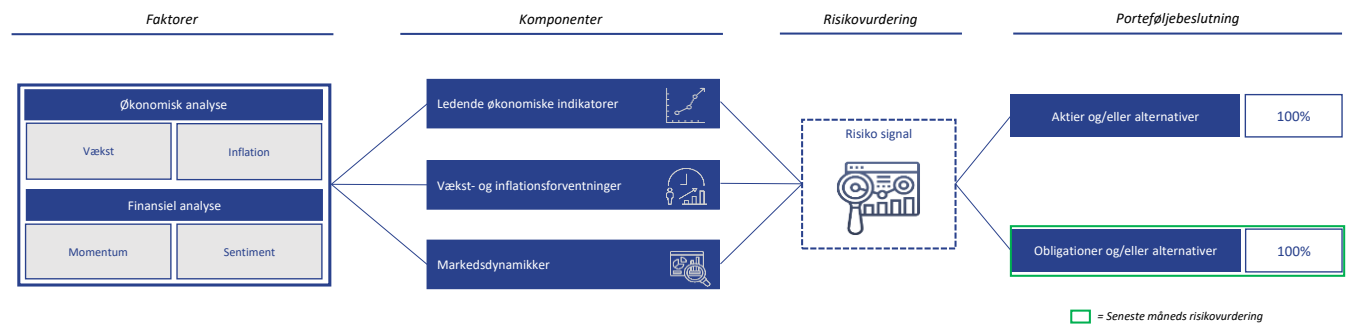 Faktorer
Komponenter
Risikovurdering
Porteføljebeslutning
Økonomisk analyse
Vækst
Inflation
Finansiel analyse
Momentum
Sentiment
Ledende økonomiske indikatorer
Vækst- og inflationsforventninger
Markedsdynamikker
Risiko signal
Aktier og/eller alternativer
100%
Obligationer og/eller alternativer
100%
= Seneste måneds risikovurdering